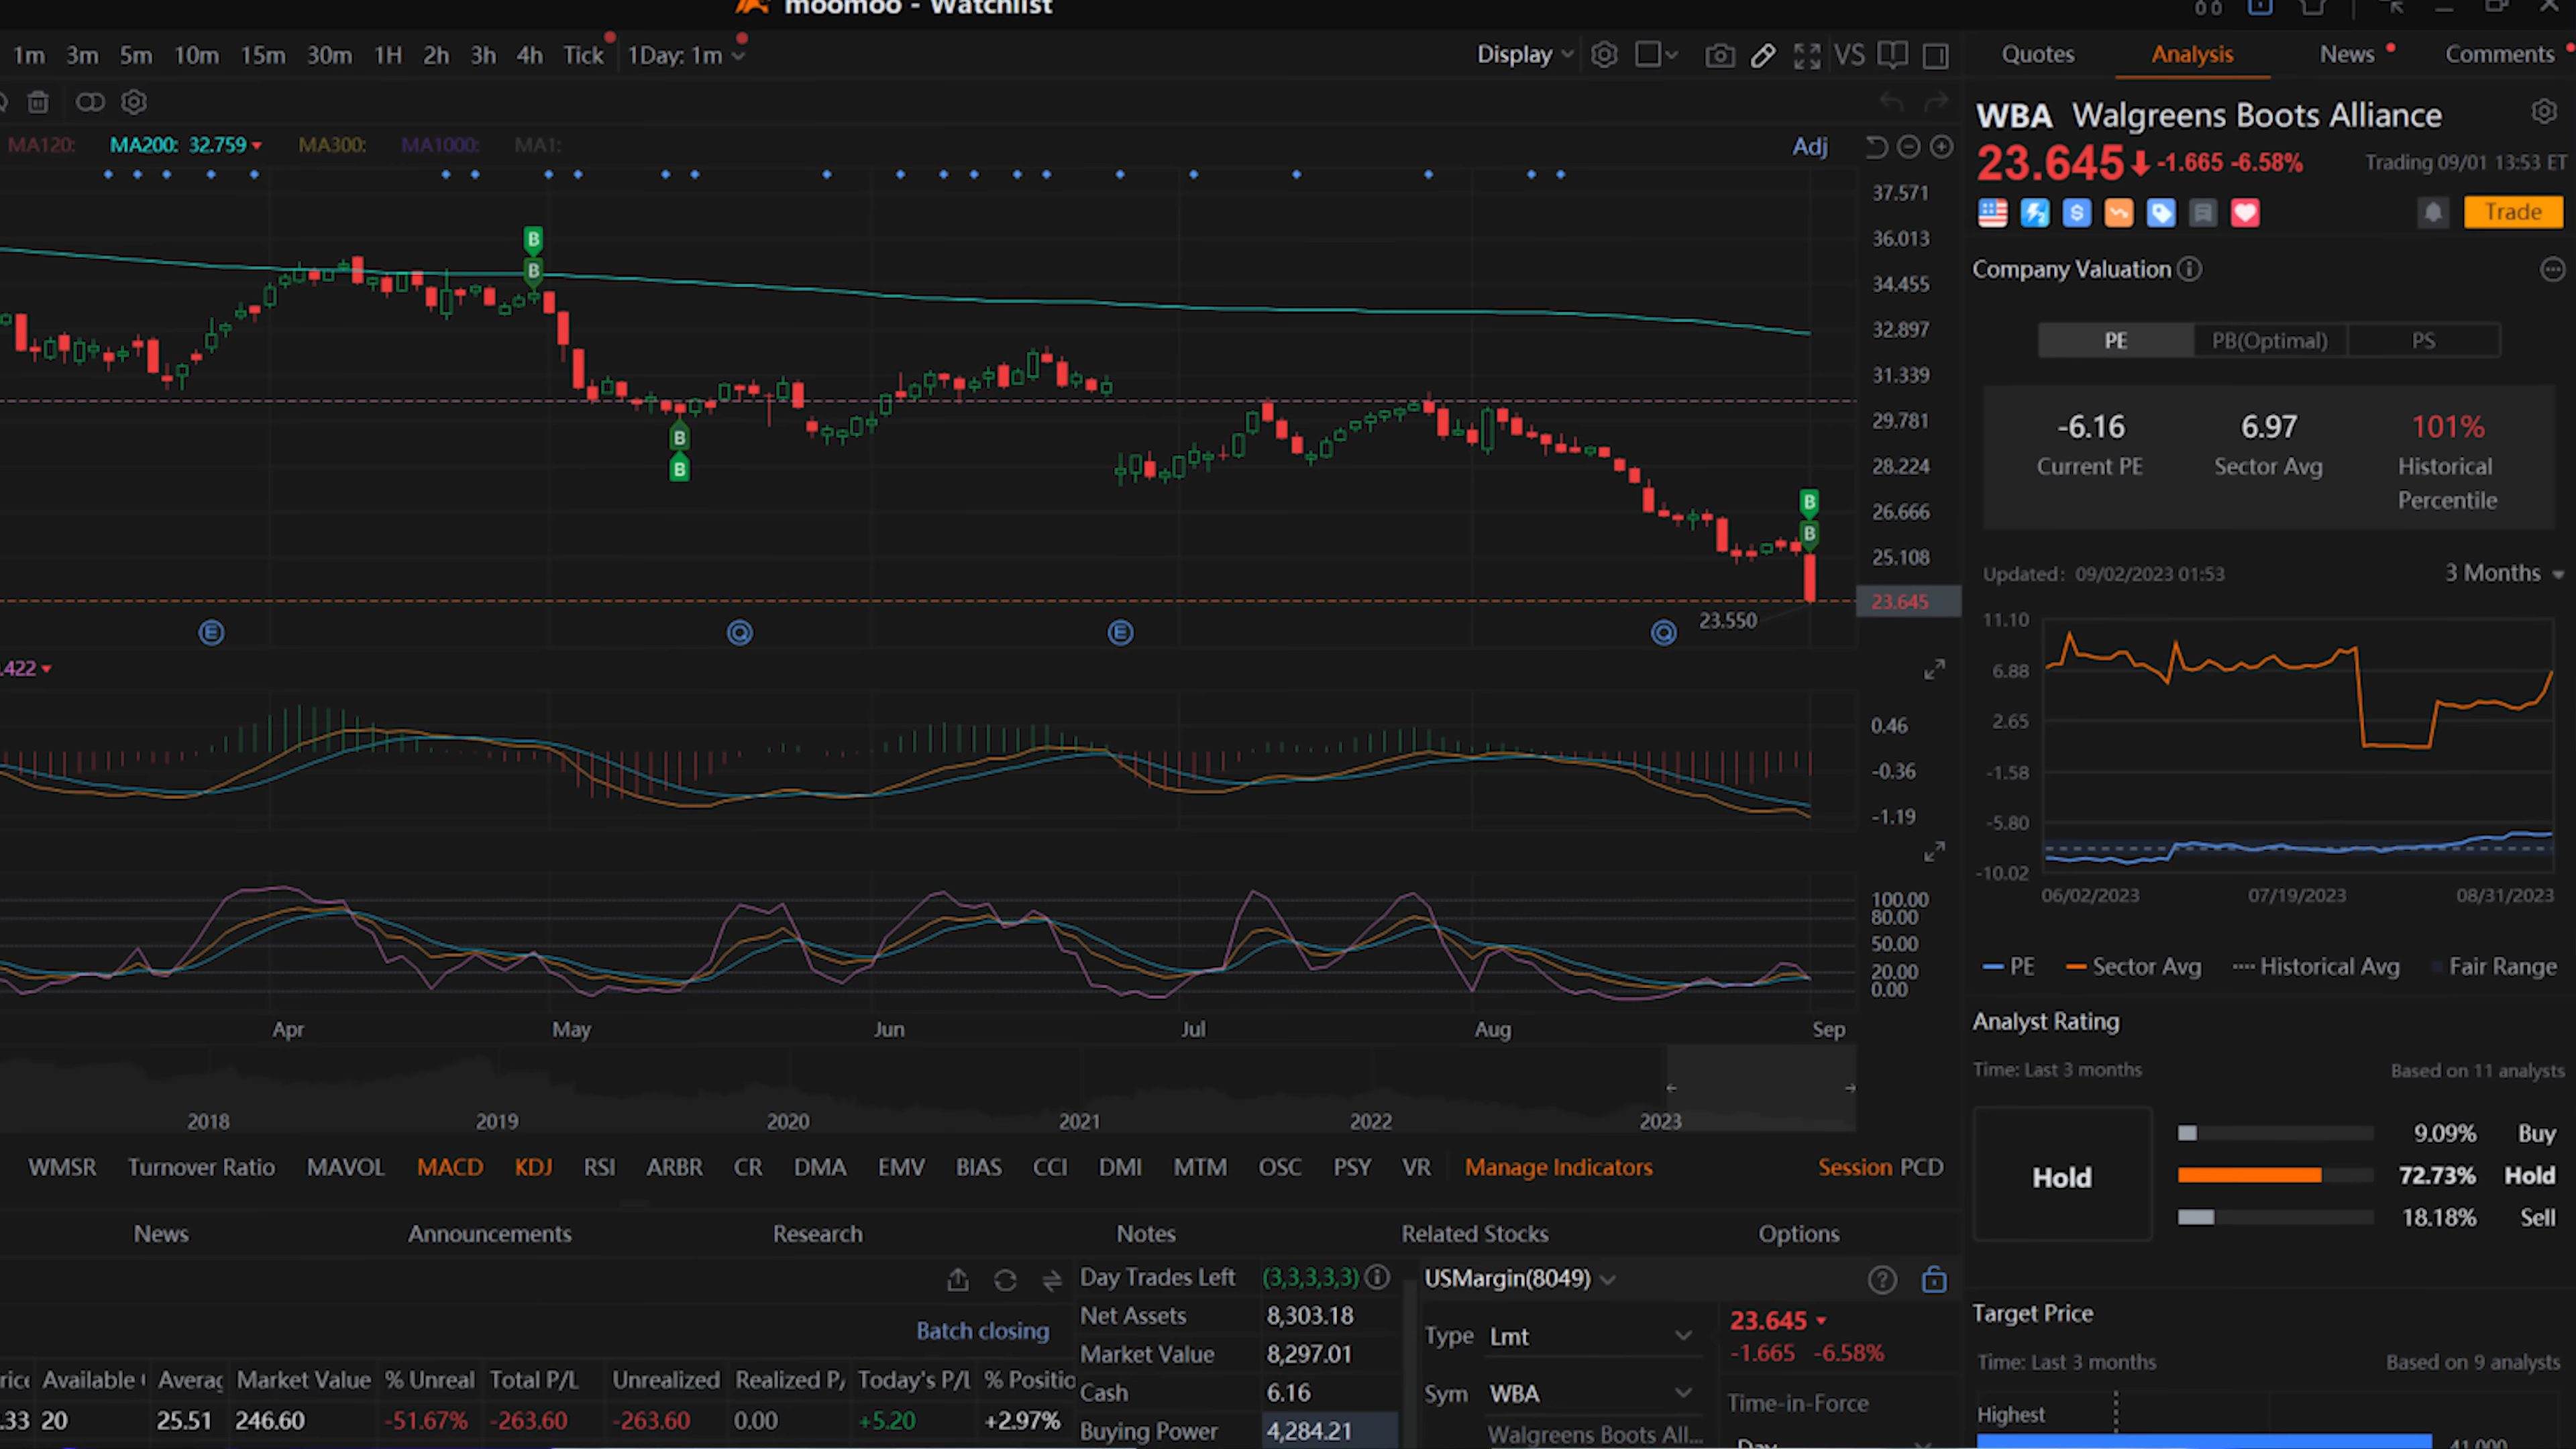 moomoo - Watchlist
1m 3m 5m 10m 15m 30m 1H 2h 3h 4h Tick 1Day: 1m Display VS
Quotes Analysis News Comments
MA120: MA200: 32.759 MA300: MA1000: MA1: Adj
WBA Walgreens Boots Alliance
23.645 -1.665 -6.58% Trading 09/01 13:53 ET
Trade
37.571
36.013
34.455
32.897
31.339
29.781
28.224
26.666
25.108
23.645
B
B
B
B
B
B
23.550
E Q E Q
.422
0.46
-0.36
-1.19
100.00
80.00
50.00
20.00
0.00
Apr May Jun Jul Aug Sep
2018 2019 2020 2021 2022 2023
WMSR Turnover Ratio MAVOL MACD KDJ RSI ARBR CR DMA EMV BIAS CCI DMI MTM OSC PSY VR Manage Indicators Session PCD
News Announcements Research Notes Related Stocks Options
Batch closing
Available Market Value % Unreal Total P/L Unrealized Realized P/ Today's P/L % Positio
.33 20 25.51 246.60 -51.67% -263.60 -263.60 0.00 +5.20 +2.97%
Day Trades Left (3,3,3,3,3)
Net Assets 8,303.18
Market Value 8,297.01
Cash 6.16
Buying Power 4,284.21
USMargin(8049)
Type Lmt
Sym WBA
Walgreens Boots All...
23.645
-1.665 -6.58%
Time-in-Force
Day
Company Valuation
PE PB(Optimal) PS
-6.16 6.97 101%
Current PE Sector Avg Historical
Percentile
Updated: 09/02/2023 01:53 3 Months
11.10
6.88
2.65
-1.58
-5.80
-10.02
06/02/2023 07/19/2023 08/31/2023
PE Sector Avg Historical Avg Fair Range
Analyst Rating
Time: Last 3 months Based on 11 analysts
Hold
9.09% Buy
72.73% Hold
18.18% Sell
Target Price
Time: Last 3 months Based on 9 analysts
Highest
41.000